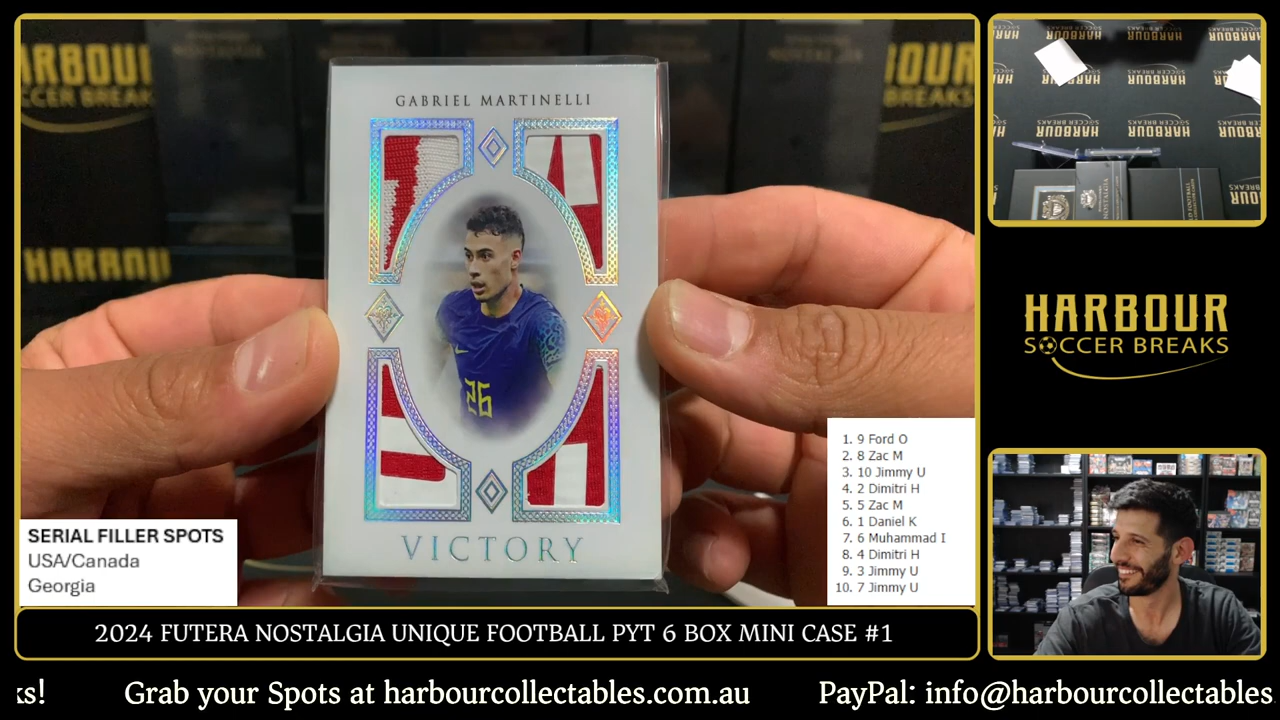 GABRIEL MARTINELLI
26
VICTORY
SERIAL FILLER SPOTS
USA/Canada
Georgia
1. 9 Ford O
2. 8 Zac M
3. 10 Jimmy U
4. 2 Dimitri H
5. 5 Zac M
6. 1 Daniel K
7. 6 Muhammad I
8. 4 Dimitri H
9. 3 Jimmy U
10. 7 Jimmy U
HARBOUR
SOCCER BREAKS
2024 FUTERA NOSTALGIA UNIQUE FOOTBALL PYT 6 BOX MINI CASE #1
ks! Grab your Spots at harbourcollectables.com.au PayPal: info@harbourcollectables